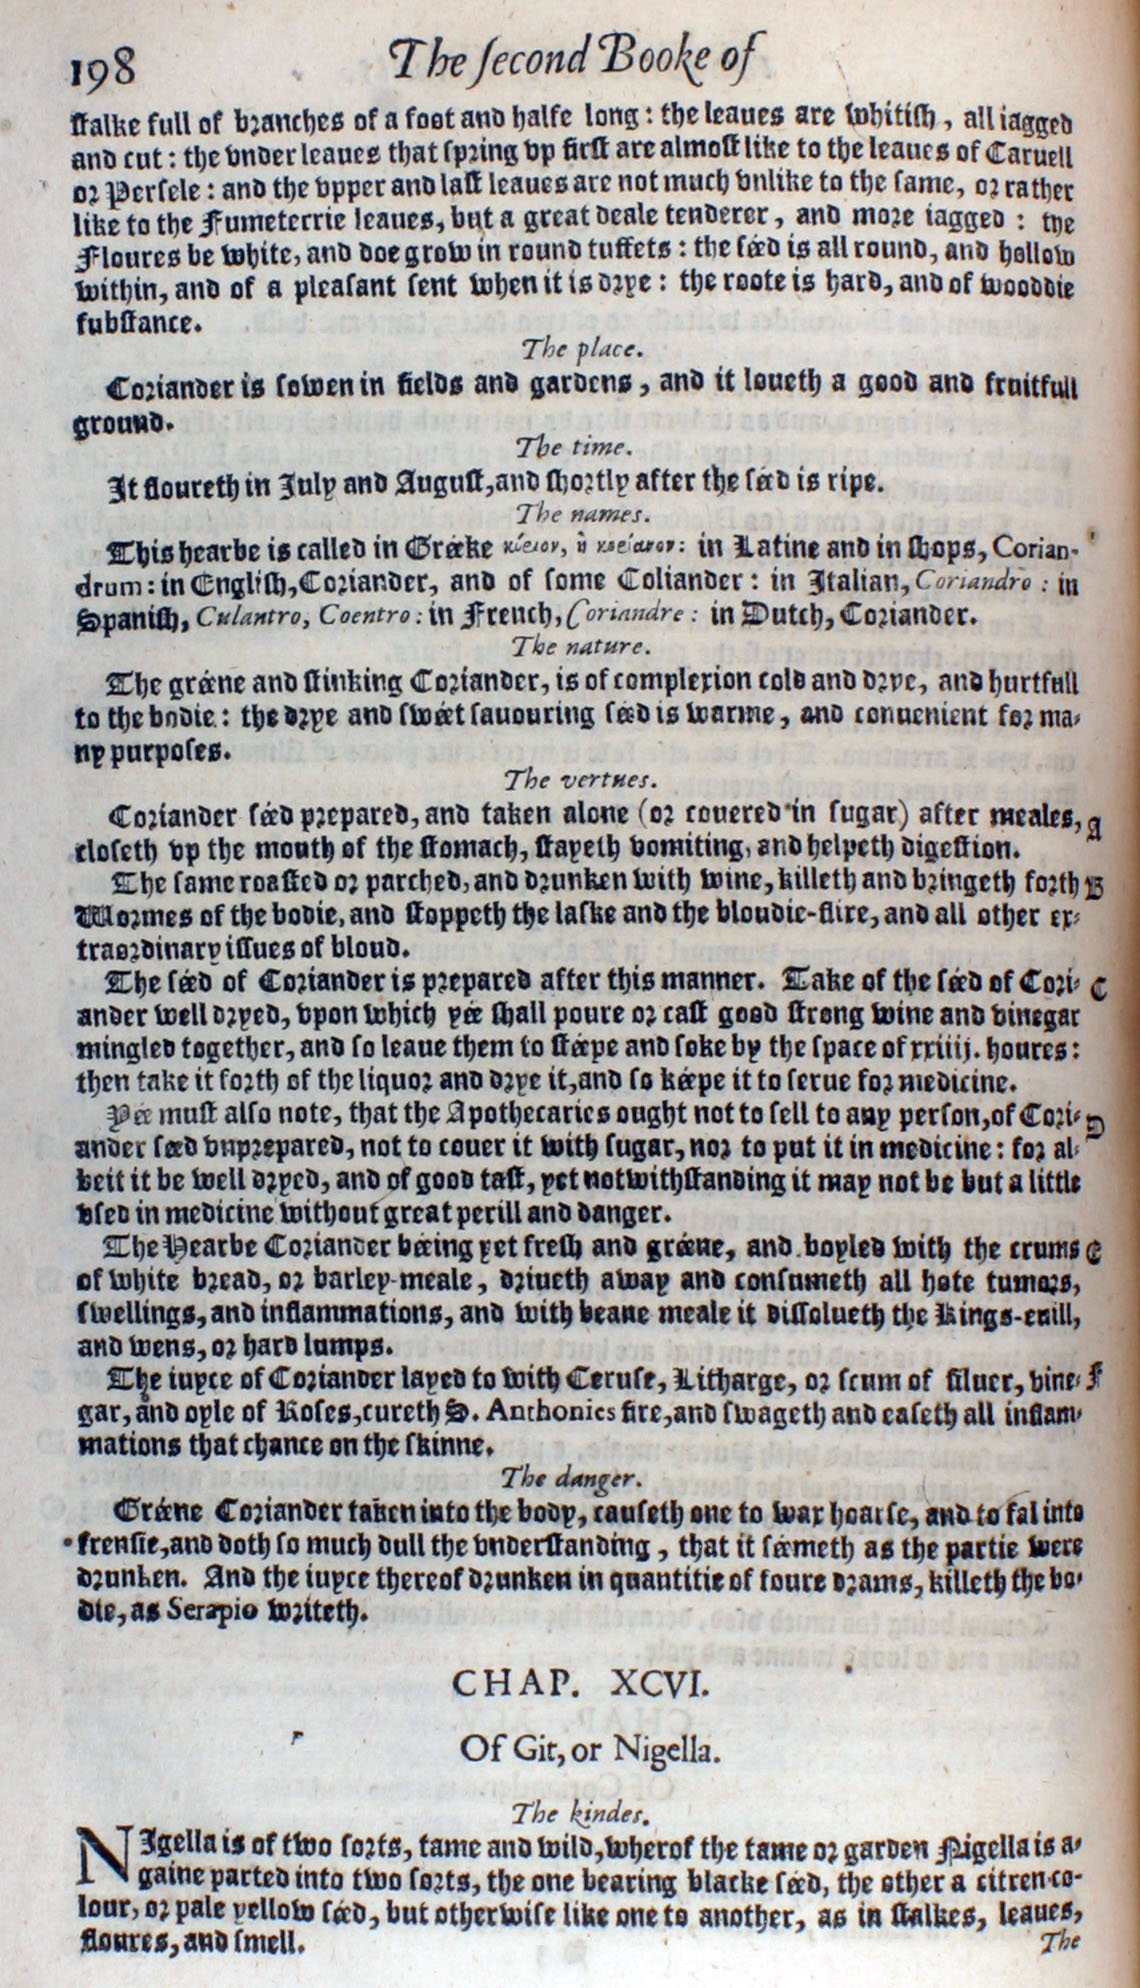 198 The second Booke of
stalke full of branches of a foot and halfe long: the leaues are whitish, all iagged
and cut: the vnder leaues that spring vp first are almost like to the leaues of Caruell
or Persele: and the vpper and last leaues are not much vnlike to the same, or rather
like to the Fumeterrie leaues, but a great deale tenderer, and more iagged: the
Floures be white, and doe grow in round tuffets: the séed is all round, and hollow
within, and of a pleasant sent when it is drye: the roote is hard, and of wooddie
substance.
The place.
Coriander is sowen in fields and gardens, and it loueth a good and fruitfull
ground.
The time.
It floureth in July and August, and shortly after the séed is ripe.
The names.
This hearbe is called in Gréeke in Latine and in shops, Corian-
drum: in English, Coriander, and of some Coliander: in Italian, Coriandro: in
Spanish, Culantro, Coentro: in French, Coriandre: in Dutch, Coriander.
The nature.
The gréene and stinking Coriander, is of complexion cold and drye, and hurtfull
to the bodie: the drye and swéet sauouring séed is warme, and conuenient for ma-
ny purposes.
The vertues.
Coriander séed prepared, and taken alone (or couered in sugar) after meales, A
closeth vp the mouth of the stomach, stayeth vomiting, and helpeth digestion.
The same roasted or parched, and drunken with wine, killeth and bringeth forth B
Wormes of the bodie, and stoppeth the laske and the bloudie-flixe, and all other ex-
traordinary issues of bloud.
The séed of Coriander is prepared after this manner. Take of the séed of Cori- C
ander well dryed, vpon which yée shall poure or cast good strong wine and vinegar
mingled together, and so leaue them to stéepe and soke by the space of xxiiij. houres:
then take it forth of the liquor and drye it, and so kéepe it to serue for medicine.
Yée must also note, that the Apothecaries ought not to sell to any person, of Cori- D
ander séed vnprepared, not to couer it with sugar, nor to put it in medicine: for al-
beit it be well dryed, and of good tast, yet notwithstanding it may not be but a little
vsed in medicine without great perill and danger.
The Hearbe Coriander béeing yet fresh and gréene, and boyled with the crums E
of white bread, or barley-meale, driueth away and consumeth all hote tumors,
swellings, and inflammations, and with beane meale it dissolueth the Kings-euill,
and wens, or hard lumps.
The iuyce of Coriander layed to with Ceruse, Litharge, or scum of siluer, vine- F
gar, and oyle of Roses, cureth S. Anthonies fire, and swageth and easeth all inflam-
mations that chance on the skinne.
The danger.
Gréene Coriander taken into the body, causeth one to wax hoarse, and to fal into
frensie, and doth so much dull the vnderstanding, that it séemeth as the partie were
drunken. And the iuyce thereof drunken in quantitie of foure drams, killeth the bo-
die, as Serapio writeth.
CHAP. XCVI.
Of Git, or Nigella.
The kindes.
NIgella is of two sorts, tame and wild, wherof the tame or garden Nigella is a-
gaine parted into two sorts, the one bearing blacke séed, the other a citren co-
lour, or pale yellow séed, but otherwise like one to another, as in stalkes, leaues,
floures, and smell.
The